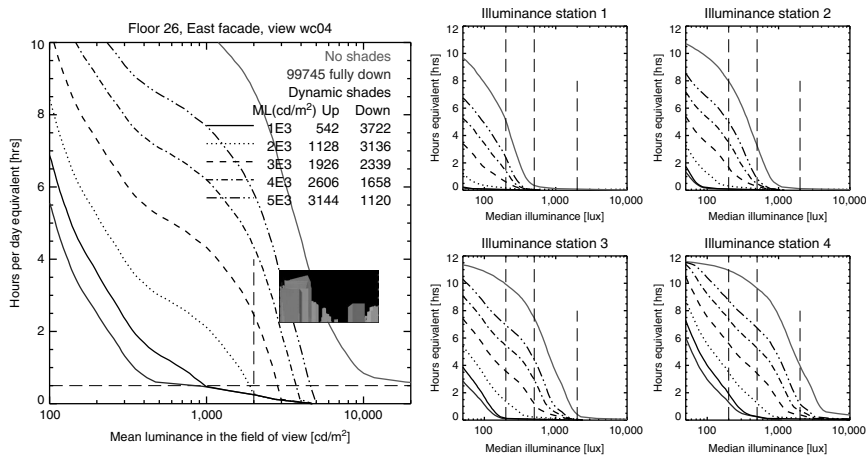 Floor 26, East facade, view wc04
10
8
6
4
2
0
Hours per day equivalent [hrs]
No shades
99745 fully down
Dynamic shades
ML(cd/m²) Up Down
1E3 542 3722
2E3 1128 3136
3E3 1926 2339
4E3 2606 1658
5E3 3144 1120
100 1,000 10,000
Mean luminance in the field of view [cd/m²]
Illuminance station 1
12
10
8
6
4
2
0
Hours equivalent [hrs]
100 1,000 10,000
Median illuminance [lux]
Illuminance station 2
12
10
8
6
4
2
0
Hours equivalent [hrs]
100 1,000 10,000
Median illuminance [lux]
Illuminance station 3
12
10
8
6
4
2
0
Hours equivalent [hrs]
100 1,000 10,000
Median illuminance [lux]
Illuminance station 4
12
10
8
6
4
2
0
Hours equivalent [hrs]
100 1,000 10,000
Median illuminance [lux]